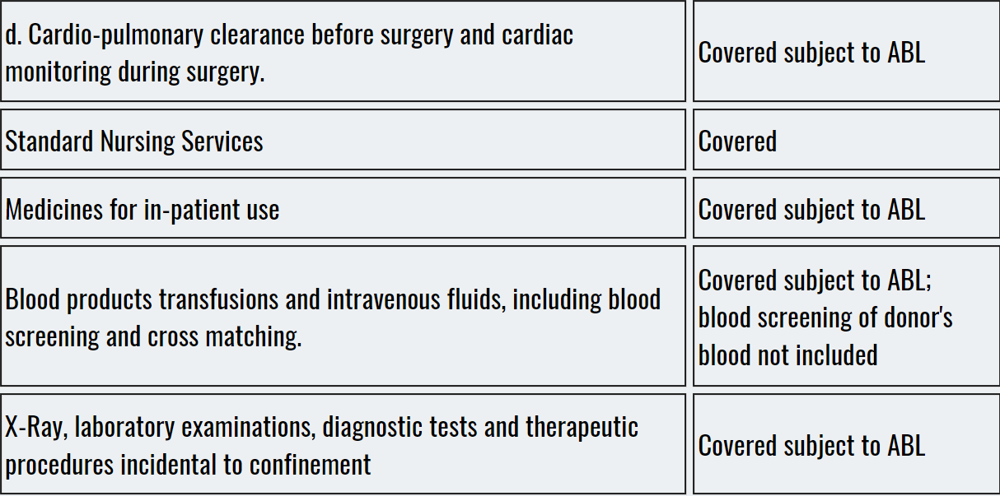 d. Cardio-pulmonary clearance before surgery and cardiac
monitoring during surgery.
Covered subject to ABL
Standard Nursing Services
Covered
Medicines for in-patient use
Covered subject to ABL
Blood products transfusions and intravenous fluids, including blood
screening and cross matching.
Covered subject to ABL;
blood screening of donor's
blood not included
X-Ray, laboratory examinations, diagnostic tests and therapeutic
procedures incidental to confinement
Covered subject to ABL